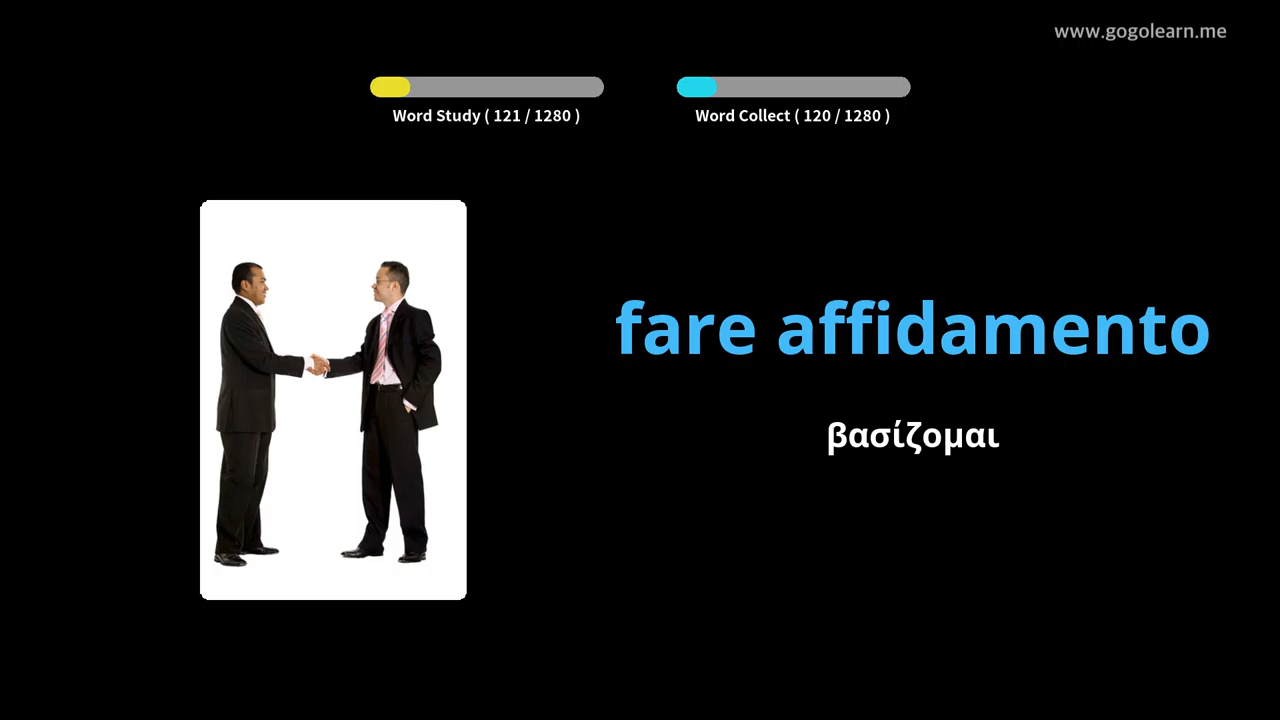 www.gogolearn.me
Word Study ( 121 / 1280 )
Word Collect ( 120 / 1280 )
fare affidamento
βασίζομαι